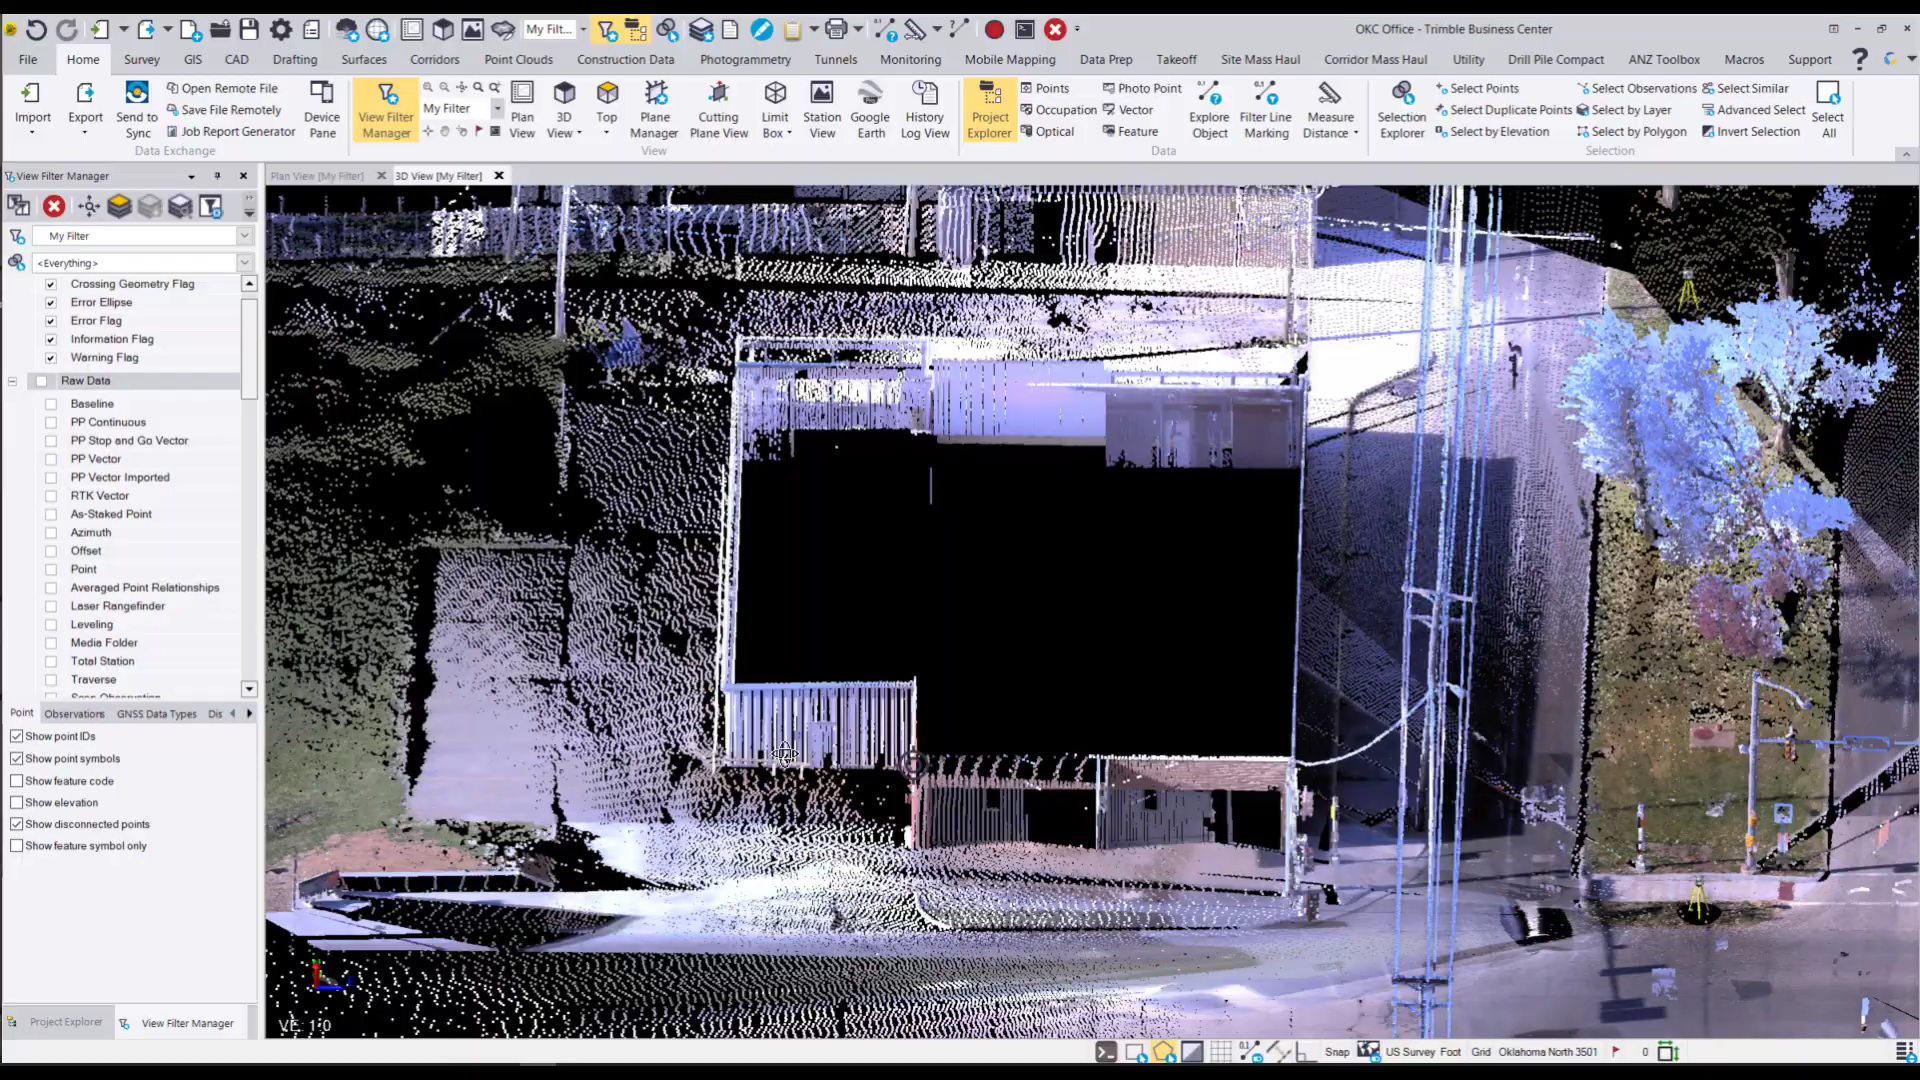 My Filt...
OKC Office - Trimble Business Center
File Home Survey GIS CAD Drafting Surfaces Corridors Point Clouds Construction Data Photogrammetry Tunnels Monitoring Mobile Mapping Data Prep Takeoff Site Mass Haul Corridor Mass Haul Utility Drill Pile Compact ANZ Toolbox Macros Support
Import
Export
Send to Sync
Open Remote File
Save File Remotely
Job Report Generator
Device Pane
Data Exchange
View Filter Manager
My Filter
Plan View
3D View
Top
Plane Manager
Cutting Plane View
Limit Box
Station View
Google Earth
History Log View
View
Project Explorer
Points
Occupation
Optical
Photo Point
Vector
Feature
Explore Object
Filter Line Marking
Measure Distance
Data
Selection Explorer
Select Points
Select Duplicate Points
Select by Elevation
Select Observations
Select by Layer
Select by Polygon
Select Similar
Advanced Select
Invert Selection
Select All
Selection
View Filter Manager
Plan View [My Filter]
3D View [My Filter]
My Filter
<Everything>
Crossing Geometry Flag
Error Ellipse
Error Flag
Information Flag
Warning Flag
Raw Data
Baseline
PP Continuous
PP Stop and Go Vector
PP Vector
PP Vector Imported
RTK Vector
As-Staked Point
Azimuth
Offset
Point
Averaged Point Relationships
Laser Rangefinder
Leveling
Media Folder
Total Station
Traverse
Scan Observation
Point Observations GNSS Data Types Dis
Show point IDs
Show point symbols
Show feature code
Show elevation
Show disconnected points
Show feature symbol only
VE: 1.0
Project Explorer View Filter Manager
Snap US Survey Foot Grid Oklahoma North 3501 0